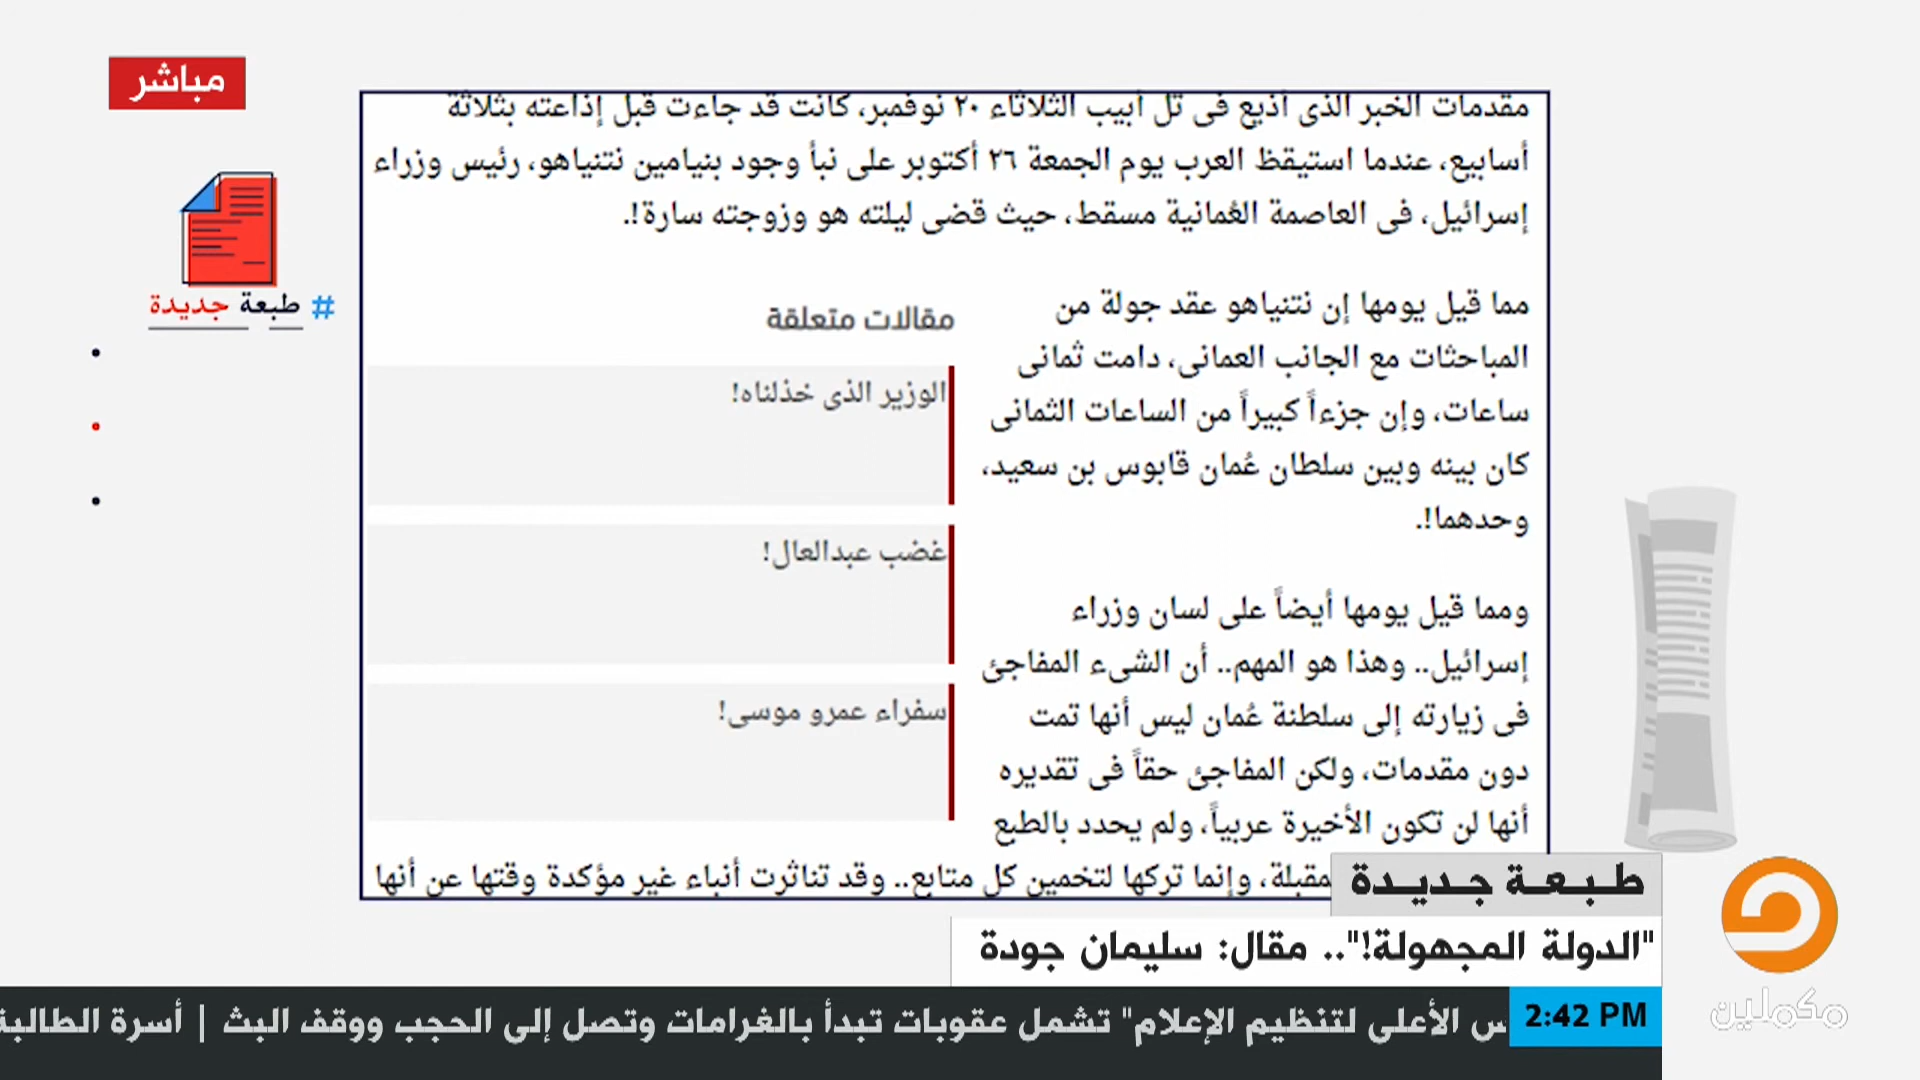 مباشر
# طبعة جديدة
مقدمات الخبر الذى أذيع فى تل أبيب الثلاثاء ٢٠ نوفمبر، كانت قد جاءت قبل إذاعته بثلاثة
أسابيع، عندما استيقظ العرب يوم الجمعة ٢٦ أكتوبر على نبأ وجود بنيامين نتنياهو، رئيس وزراء
إسرائيل، فى العاصمة العُمانية مسقط، حيث قضى ليلته هو وزوجته سارة!.
مما قيل يومها إن نتنياهو عقد جولة من
المباحثات مع الجانب العمانى، دامت ثمانى
ساعات، وإن جزءاً كبيراً من الساعات الثمانى
كان بينه وبين سلطان عُمان قابوس بن سعيد،
وحدهما!.
مقالات متعلقة
الوزير الذى خذلناه!
غضب عبدالعال!
سفراء عمرو موسى!
ومما قيل يومها أيضاً على لسان وزراء
إسرائيل.. وهذا هو المهم.. أن الشىء المفاجئ
فى زيارته إلى سلطنة عُمان ليس أنها تمت
دون مقدمات، ولكن المفاجئ حقاً فى تقديره
أنها لن تكون الأخيرة عربياً، ولم يحدد بالطبع
مقبلة، وإنما تركها لتخمين كل متابع.. وقد تناثرت أنباء غير مؤكدة وقتها عن أنها
طبعة جديدة
"الدولة المجهولة!".. مقال: سليمان جودة
2:42 PM
س الأعلى لتنظيم الإعلام" تشمل عقوبات تبدأ بالغرامات وتصل إلى الحجب ووقف البث | أسرة الطالبة
مكملين